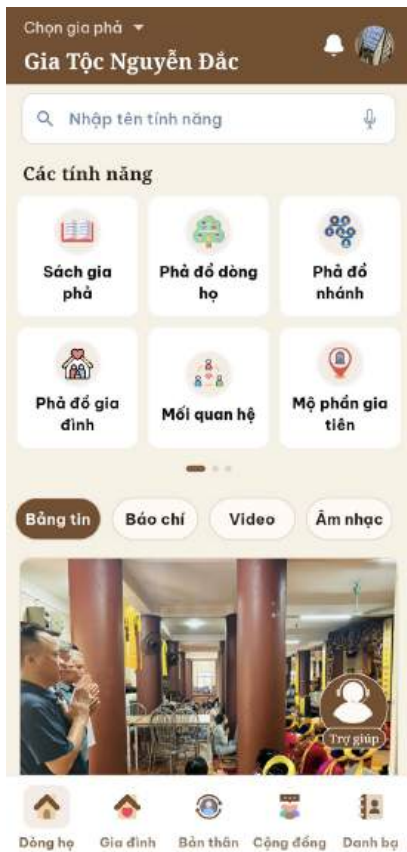 Chọn gia phả
Gia Tộc Nguyễn Đắc
Nhập tên tính năng
Các tính năng
Sách gia
phả
Phả đồ dòng
họ
Phả đồ
nhánh
Phả đồ gia
đình
Mối quan hệ
Mộ phần gia
tiên
Bảng tin
Báo chí
Video
Âm nhạc
Trợ giúp
Dòng họ
Gia đình
Bản thân
Cộng đồng
Danh bạ